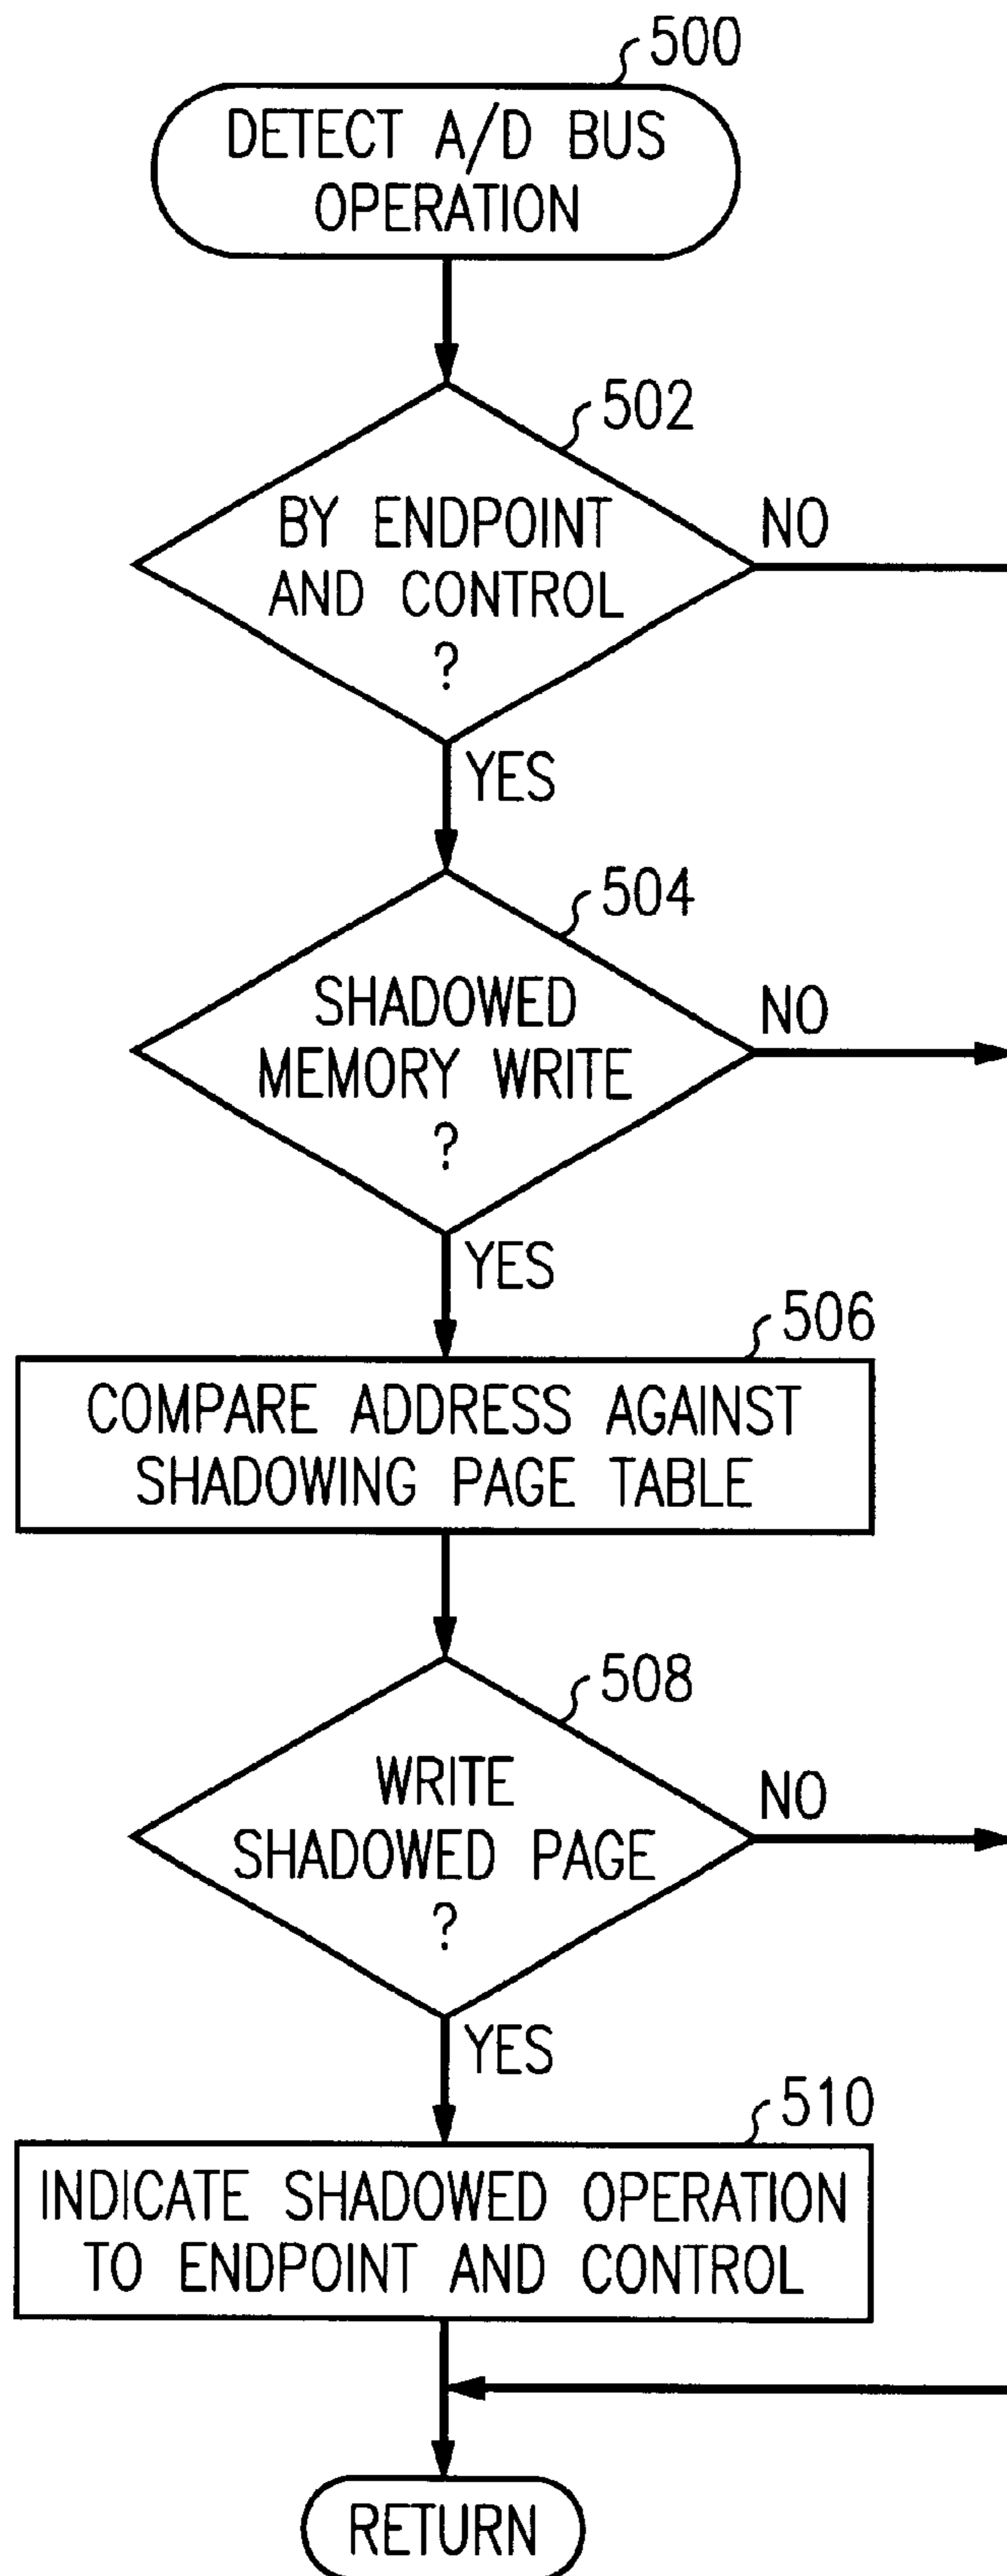 500
DETECT A/D BUS
OPERATION
502
BY ENDPOINT
AND CONTROL
?
NO
YES
504
SHADOWED
MEMORY WRITE
?
NO
YES
506
COMPARE ADDRESS AGAINST
SHADOWING PAGE TABLE
508
WRITE
SHADOWED PAGE
?
NO
YES
510
INDICATE SHADOWED OPERATION
TO ENDPOINT AND CONTROL
RETURN